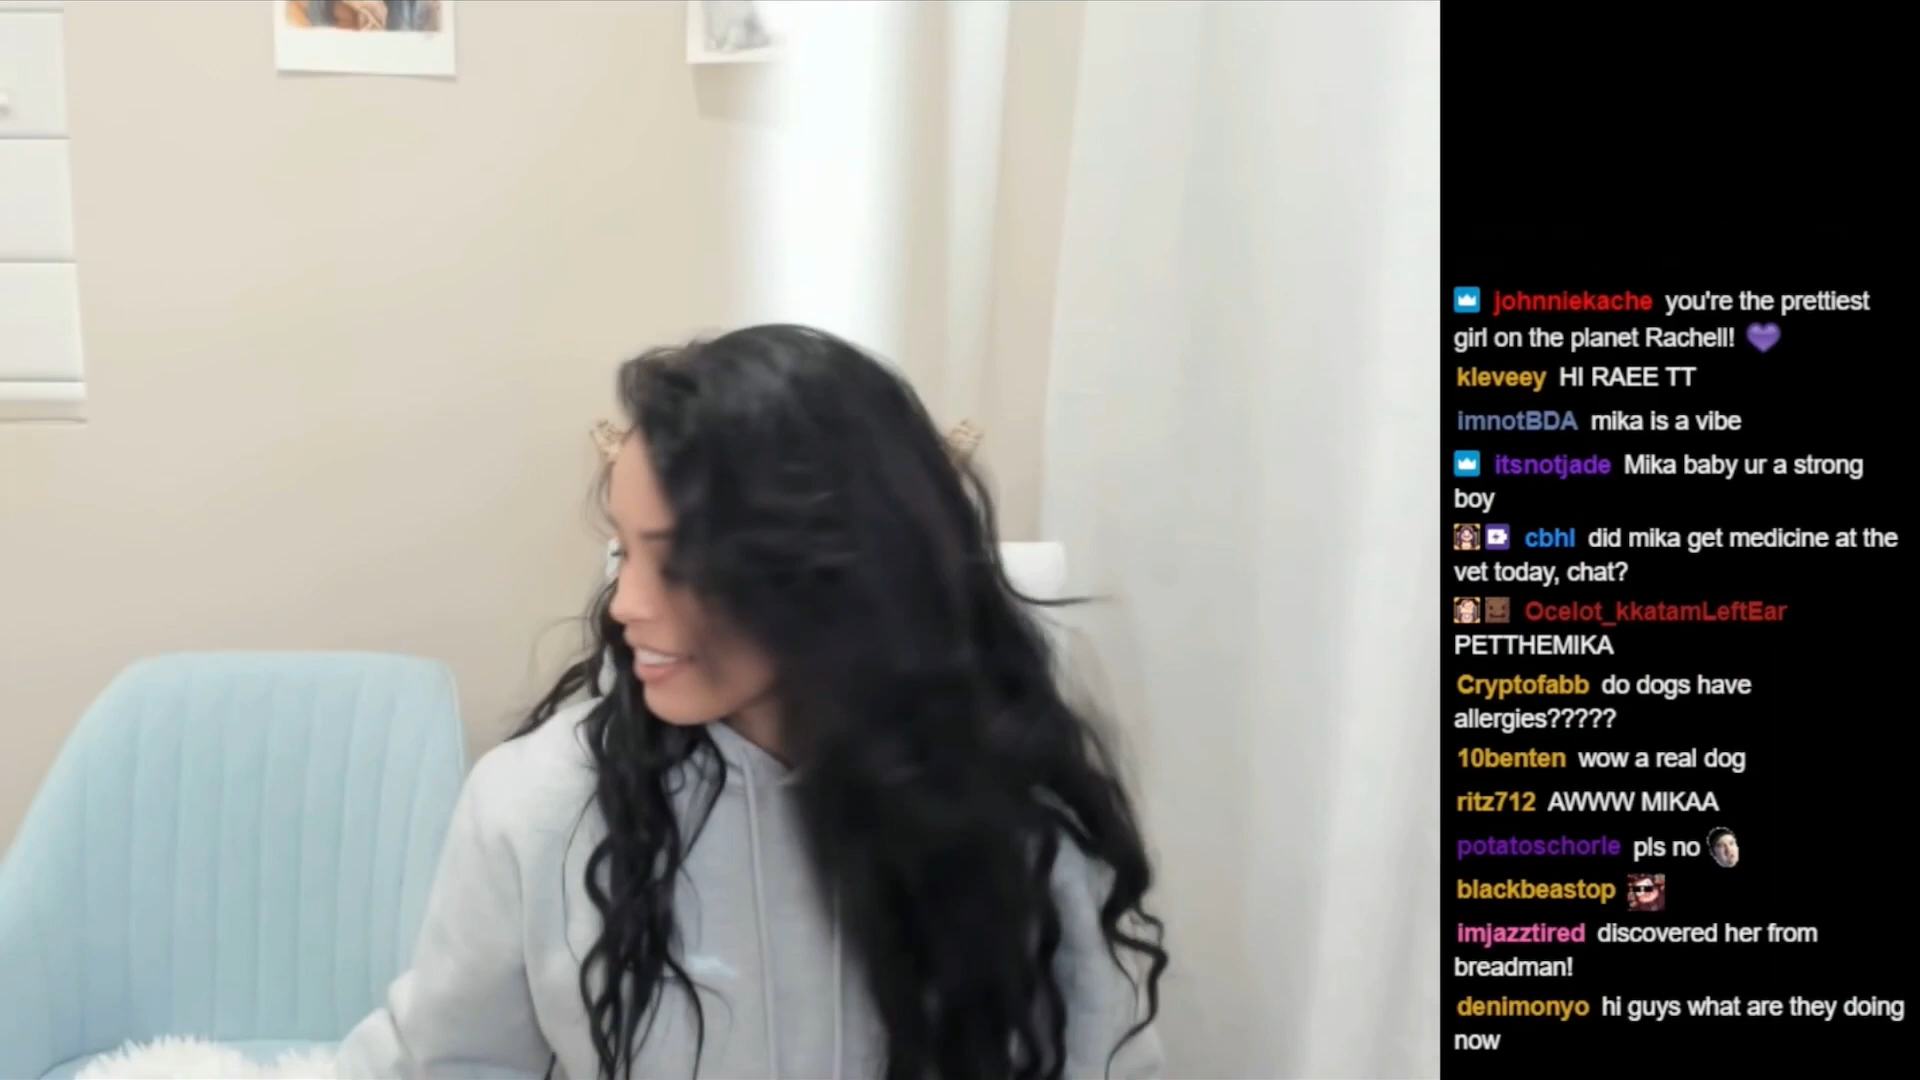 johnniekache you're the prettiest
girl on the planet Rachell!
kleveey HI RAEE TT
imnotBDA mika is a vibe
itsnotjade Mika baby ur a strong
boy
cbhl did mika get medicine at the
vet today, chat?
Ocelot_kkatamLeftEar
PETTHEMIKA
Cryptofabb do dogs have
allergies?????
10benten wow a real dog
ritz712 AWWW MIKAA
potatoschorle pls no
blackbeastop
imjazztired discovered her from
breadman!
denimonyo hi guys what are they doing
now